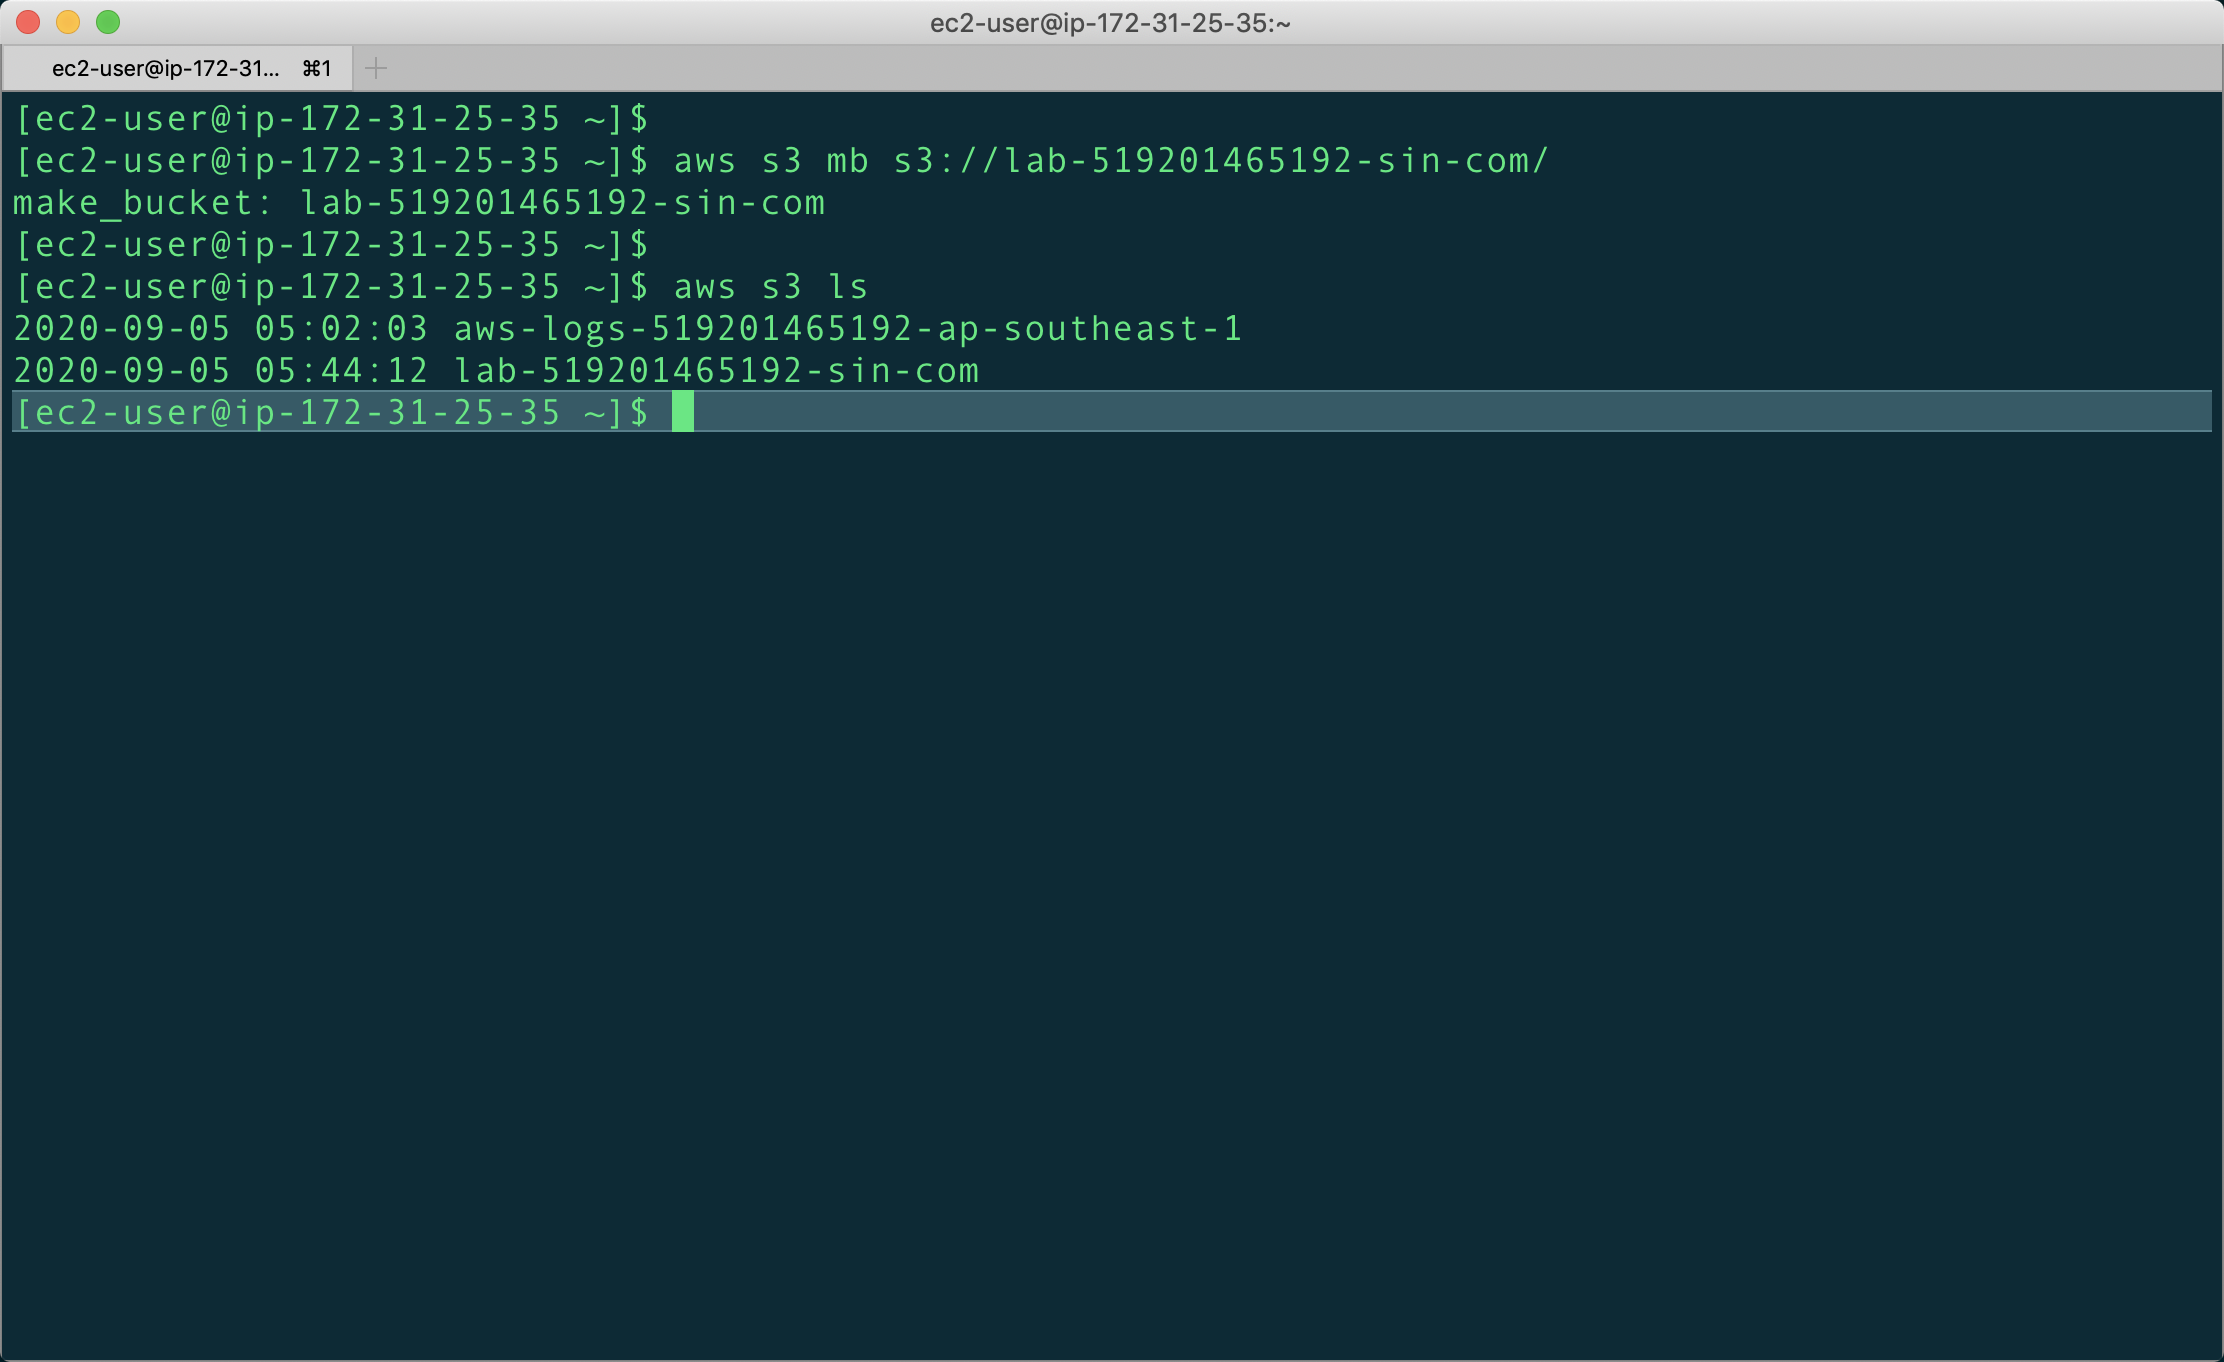 ec2-user@ip-172-31-25-35:~
ec2-user@ip-172-31... ⌘1
[ec2-user@ip-172-31-25-35 ~]$
[ec2-user@ip-172-31-25-35 ~]$ aws s3 mb s3://lab-519201465192-sin-com/
make_bucket: lab-519201465192-sin-com
[ec2-user@ip-172-31-25-35 ~]$
[ec2-user@ip-172-31-25-35 ~]$ aws s3 ls
2020-09-05 05:02:03 aws-logs-519201465192-ap-southeast-1
2020-09-05 05:44:12 lab-519201465192-sin-com
[ec2-user@ip-172-31-25-35 ~]$